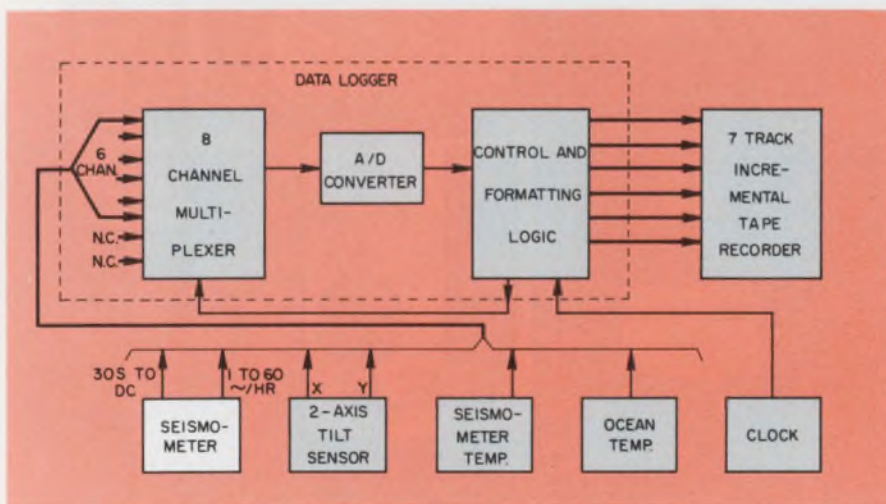 DATA LOGGER
6
CHAN.
N.C.
N.C.
8
CHANNEL
MULTI-
PLEXER
A/D
CONVERTER
CONTROL AND
FORMATTING
LOGIC
7 TRACK
INCRE-
MENTAL
TAPE
RECORDER
30S TO
DC
1 TO 60
~/HR
X
Y
SEISMO-
METER
2-AXIS
TILT
SENSOR
SEISMO-
METER
TEMP.
OCEAN
TEMP.
CLOCK